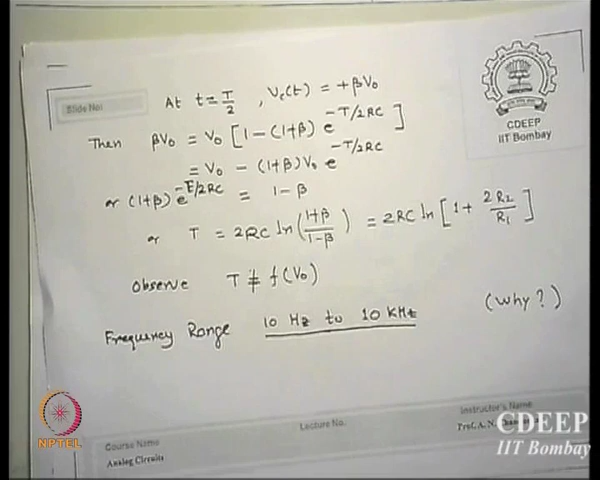 Slide No:
At t = T/2 , Vc(t) = +βV₀
Then βV₀ = V₀ [1 - (1+β) e^(-T/2RC)]
= V₀ - (1+β)V₀ e^(-T/2RC)
or (1+β) e^(-T/2RC) = 1 - β
or T = 2RC ln((1+β)/(1-β)) = 2RC ln[1 + 2R₂/R₁]
Observe T ≠ f(V₀)
Frequency Range 10 Hz to 10 KHz (Why?)
CDEEP
IIT Bombay
NPTEL
Course Name
Analog Circuits
Lecture No.
Instructor's Name
Prof. A. N.
CDEEP
IIT Bombay